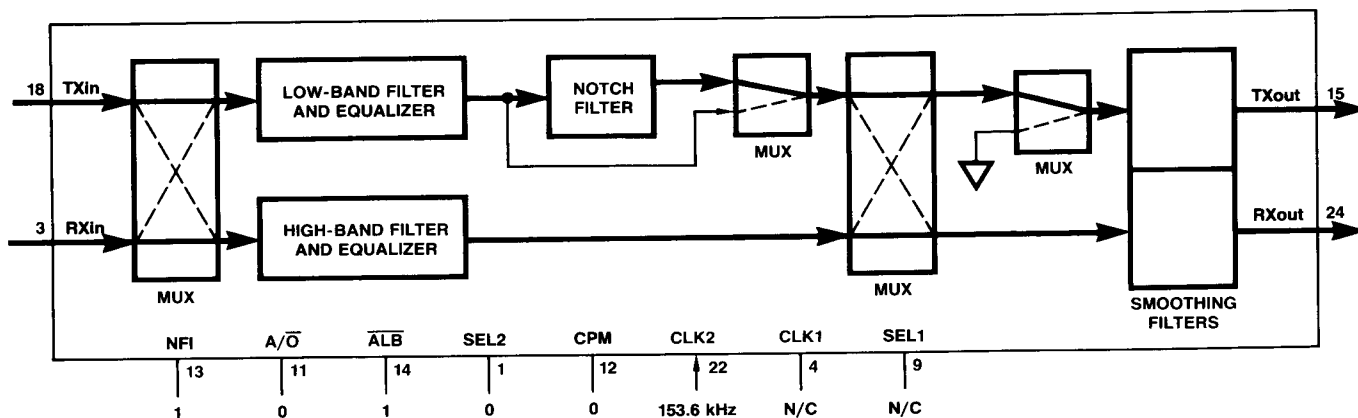 18 TXin
LOW-BAND FILTER
AND EQUALIZER
NOTCH
FILTER
MUX
MUX
TXout 15
3 RXin
HIGH-BAND FILTER
AND EQUALIZER
RXout 24
MUX
MUX
SMOOTHING
FILTERS
NFI A/O̅ A̅L̅B̅ SEL2 CPM CLK2 CLK1 SEL1
13 11 14 1 12 22 4 9
1 0 1 0 0 153.6 kHz N/C N/C